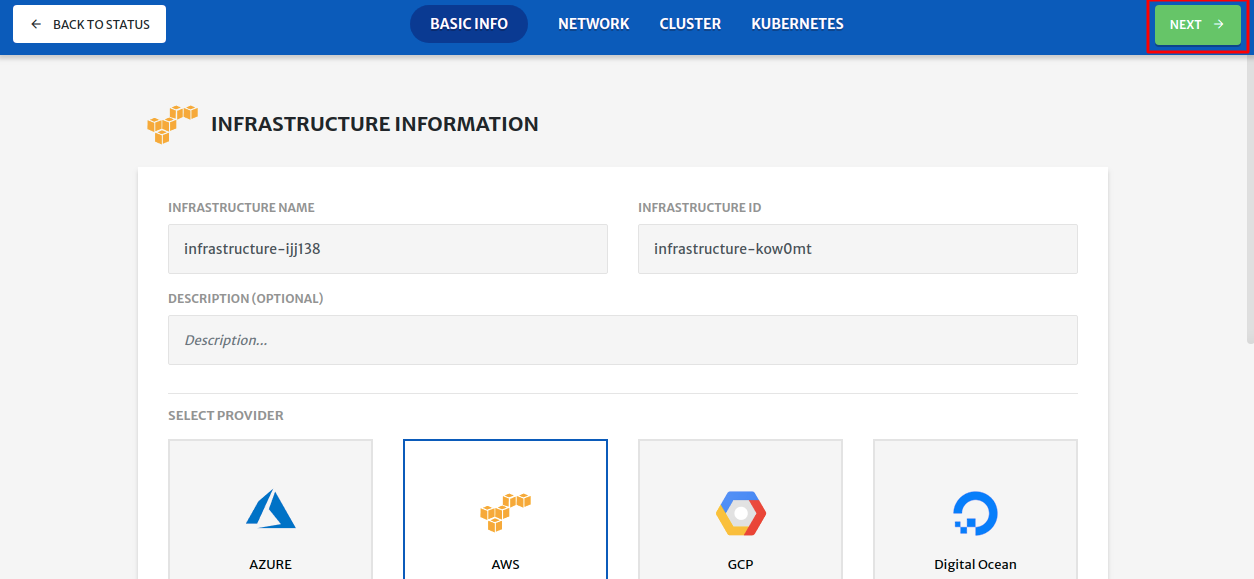 BACK TO STATUS
BASIC INFO
NETWORK
CLUSTER
KUBERNETES
NEXT
INFRASTRUCTURE INFORMATION
INFRASTRUCTURE NAME
INFRASTRUCTURE ID
infrastructure-ijj138
infrastructure-kow0mt
DESCRIPTION (OPTIONAL)
Description...
SELECT PROVIDER
AZURE
AWS
GCP
Digital Ocean